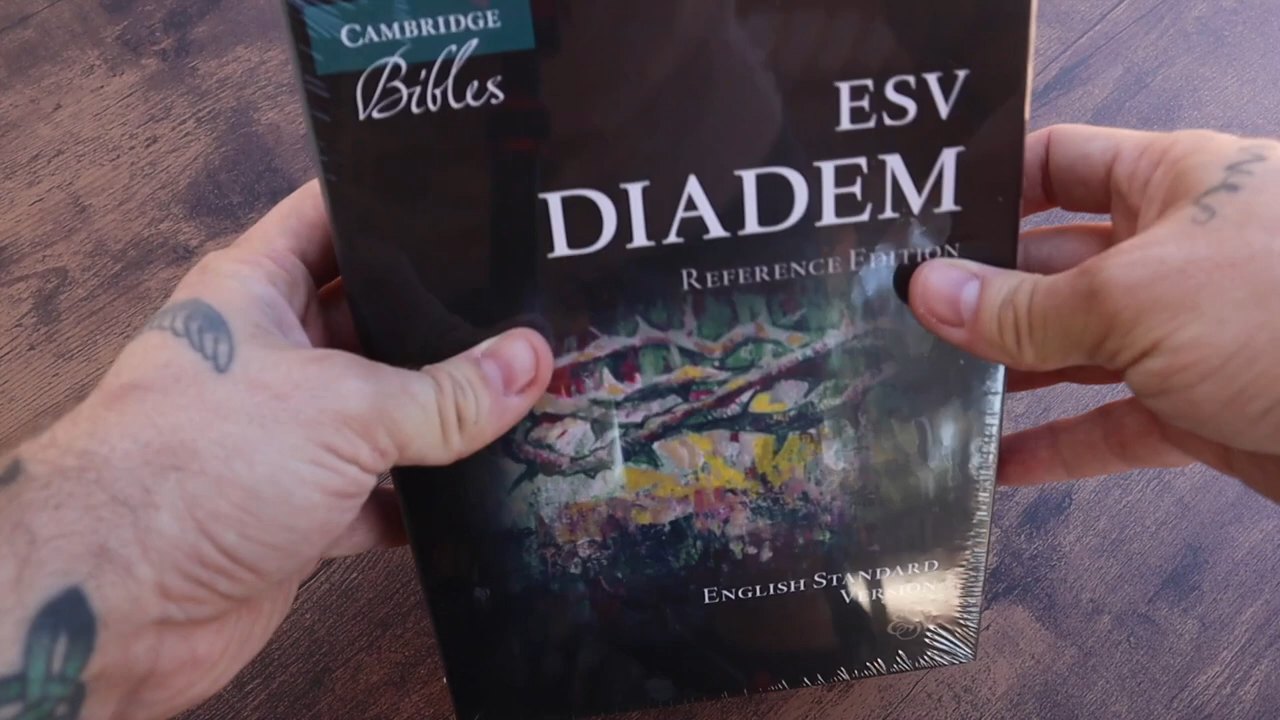 CAMBRIDGE
Bibles
ESV
DIADEM
REFERENCE EDITION
ENGLISH STANDARD
VERSION